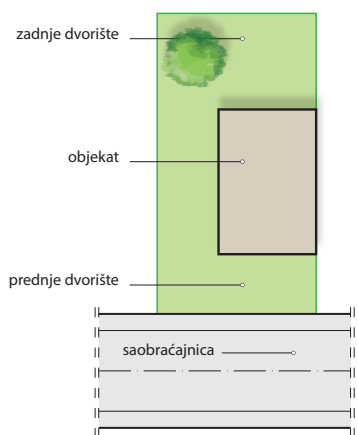 zadnje dvorište
objekat
prednje dvorište
saobraćajnica